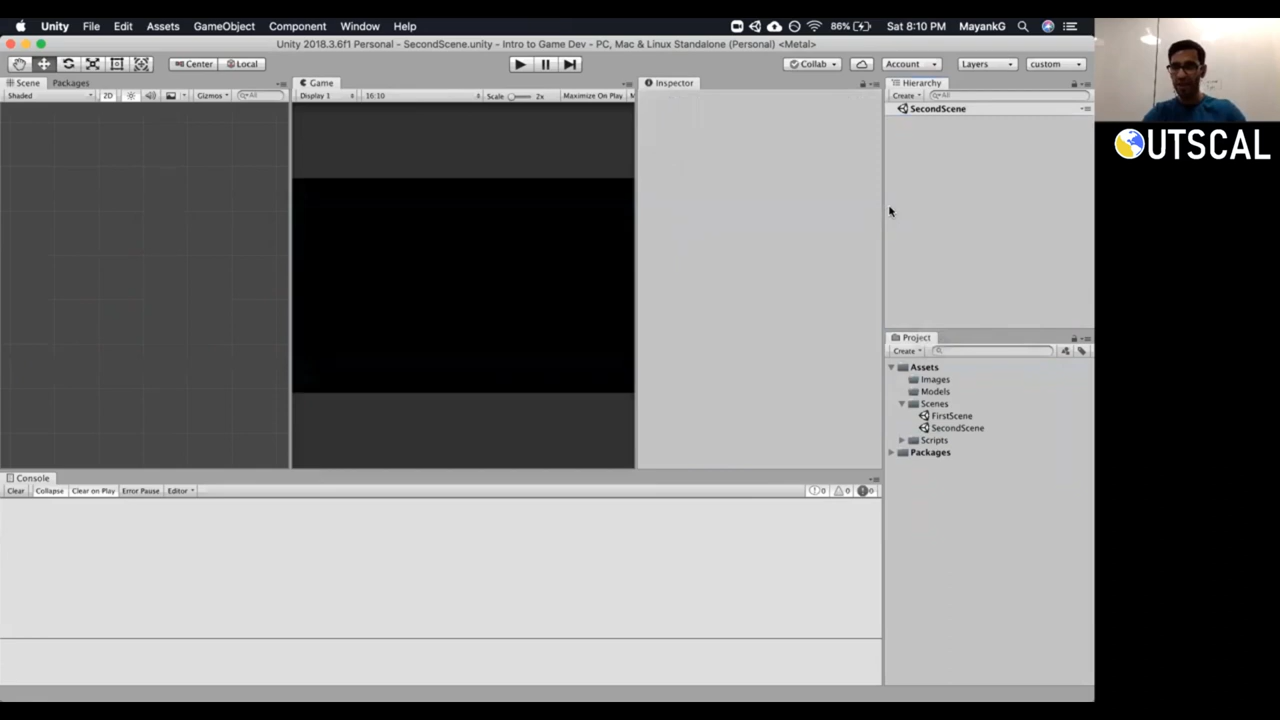 Unity File Edit Assets GameObject Component Window Help 86% Sat 8:10 PM MayankG
Unity 2018.3.6f1 Personal - SecondScene.unity - Intro to Game Dev - PC, Mac & Linux Standalone (Personal) <Metal>
Center Local Collab Account Layers custom
Scene Packages Game Inspector Hierarchy
Shaded 2D Gizmos All Display 1 16:10 Scale 2x Maximize On Play M Create All
SecondScene
OUTSCAL
Project
Create
Assets
Images
Models
Scenes
FirstScene
SecondScene
Scripts
Packages
Console
Clear Collapse Clear on Play Error Pause Editor 0 0 0